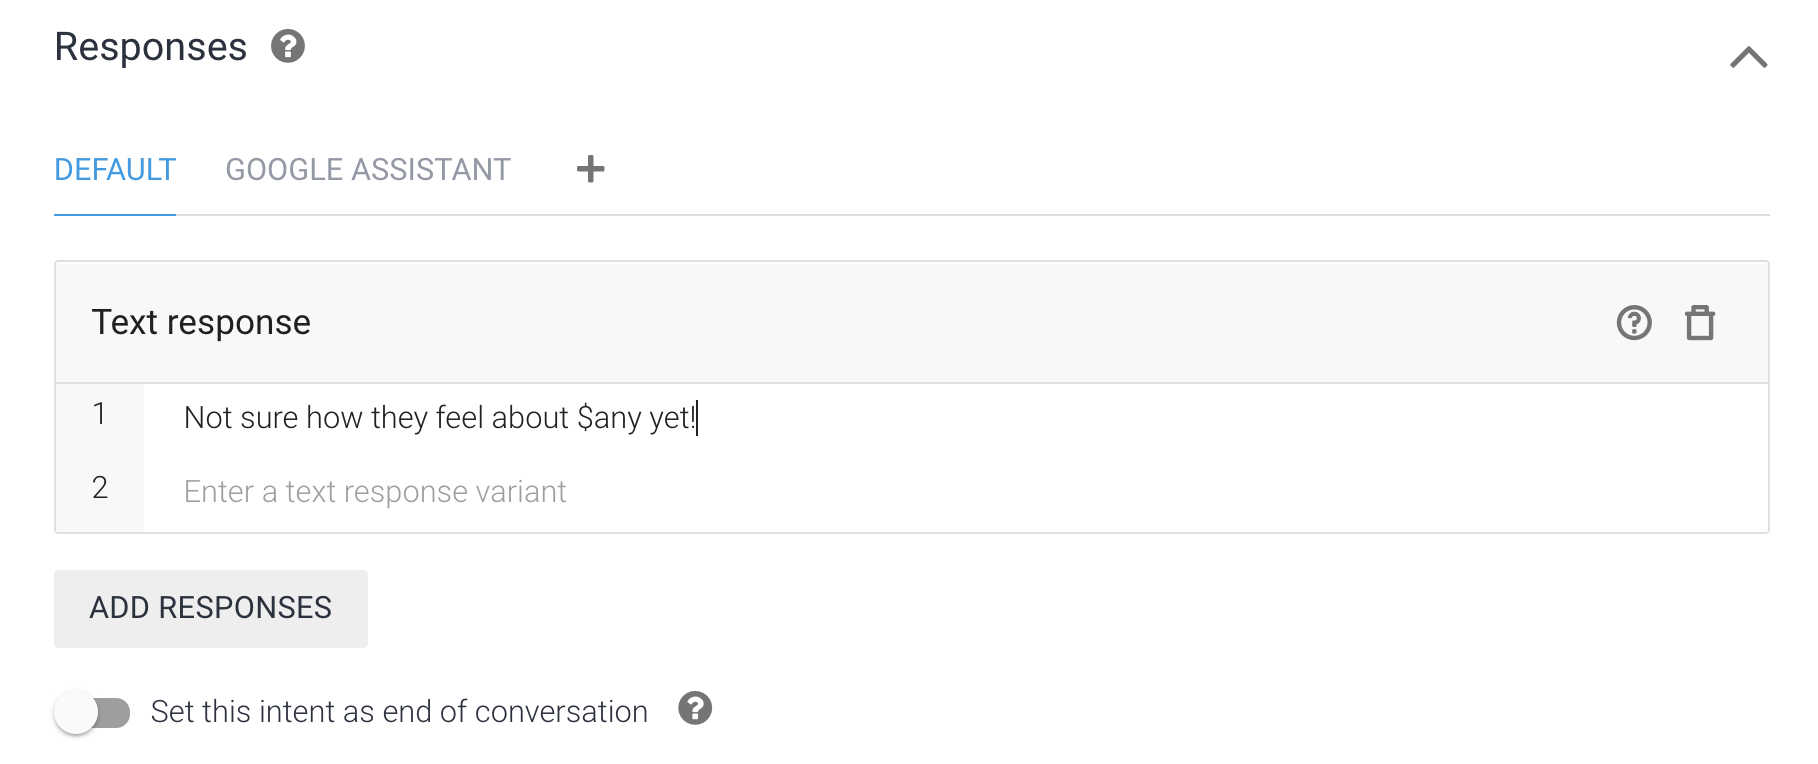 Responses
DEFAULT GOOGLE ASSISTANT
Text response
1 Not sure how they feel about $any yet!
2 Enter a text response variant
ADD RESPONSES
Set this intent as end of conversation